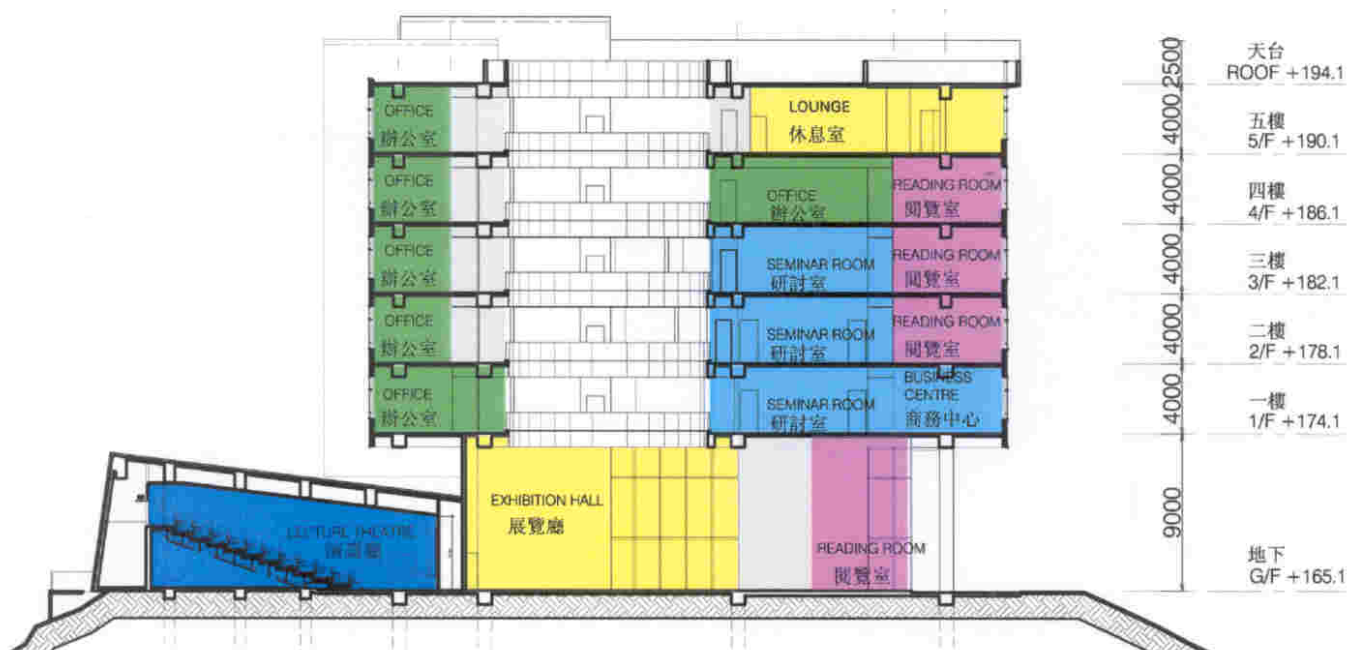 2500
天台
ROOF +194.1
OFFICE
辦公室
LOUNGE
休息室
4000
五樓
5/F +190.1
OFFICE
辦公室
OFFICE
辦公室
READING ROOM
閱覽室
4000
四樓
4/F +186.1
OFFICE
辦公室
SEMINAR ROOM
研討室
READING ROOM
閱覽室
4000
三樓
3/F +182.1
OFFICE
辦公室
SEMINAR ROOM
研討室
READING ROOM
閱覽室
4000
二樓
2/F +178.1
OFFICE
辦公室
SEMINAR ROOM
研討室
BUSINESS
CENTRE
商務中心
4000
一樓
1/F +174.1
LECTURE THEATRE
EXHIBITION HALL
展覽廳
READING ROOM
閱覽室
9000
地下
G/F +165.1